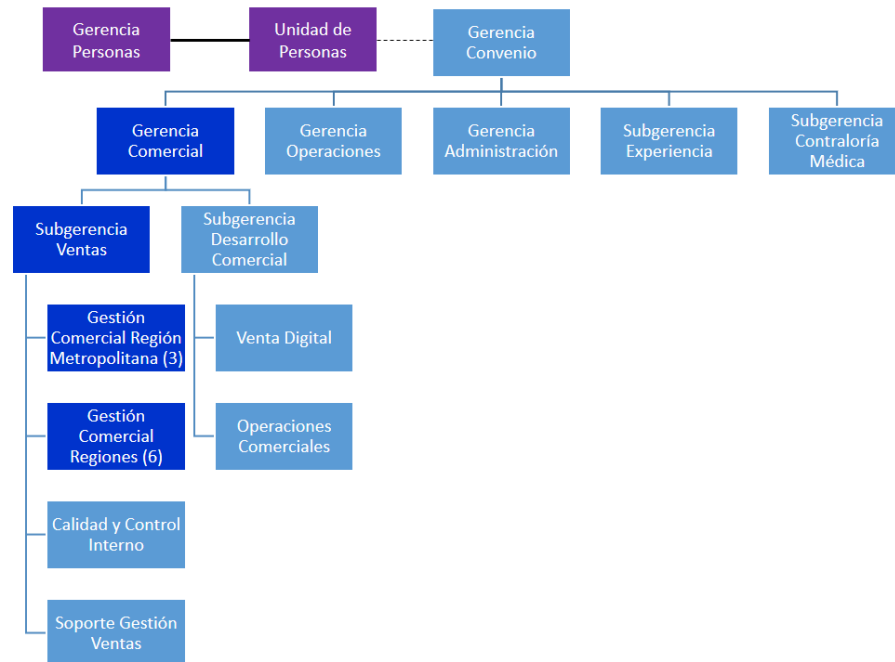 Gerencia
Personas
Unidad de
Personas
Gerencia
Convenio
Gerencia
Comercial
Gerencia
Operaciones
Gerencia
Administración
Subgerencia
Experiencia
Subgerencia
Contraloría
Médica
Subgerencia
Ventas
Subgerencia
Desarrollo
Comercial
Gestión
Comercial Región
Metropolitana (3)
Venta Digital
Gestión
Comercial
Regiones (6)
Operaciones
Comerciales
Calidad y Control
Interno
Soporte Gestión
Ventas